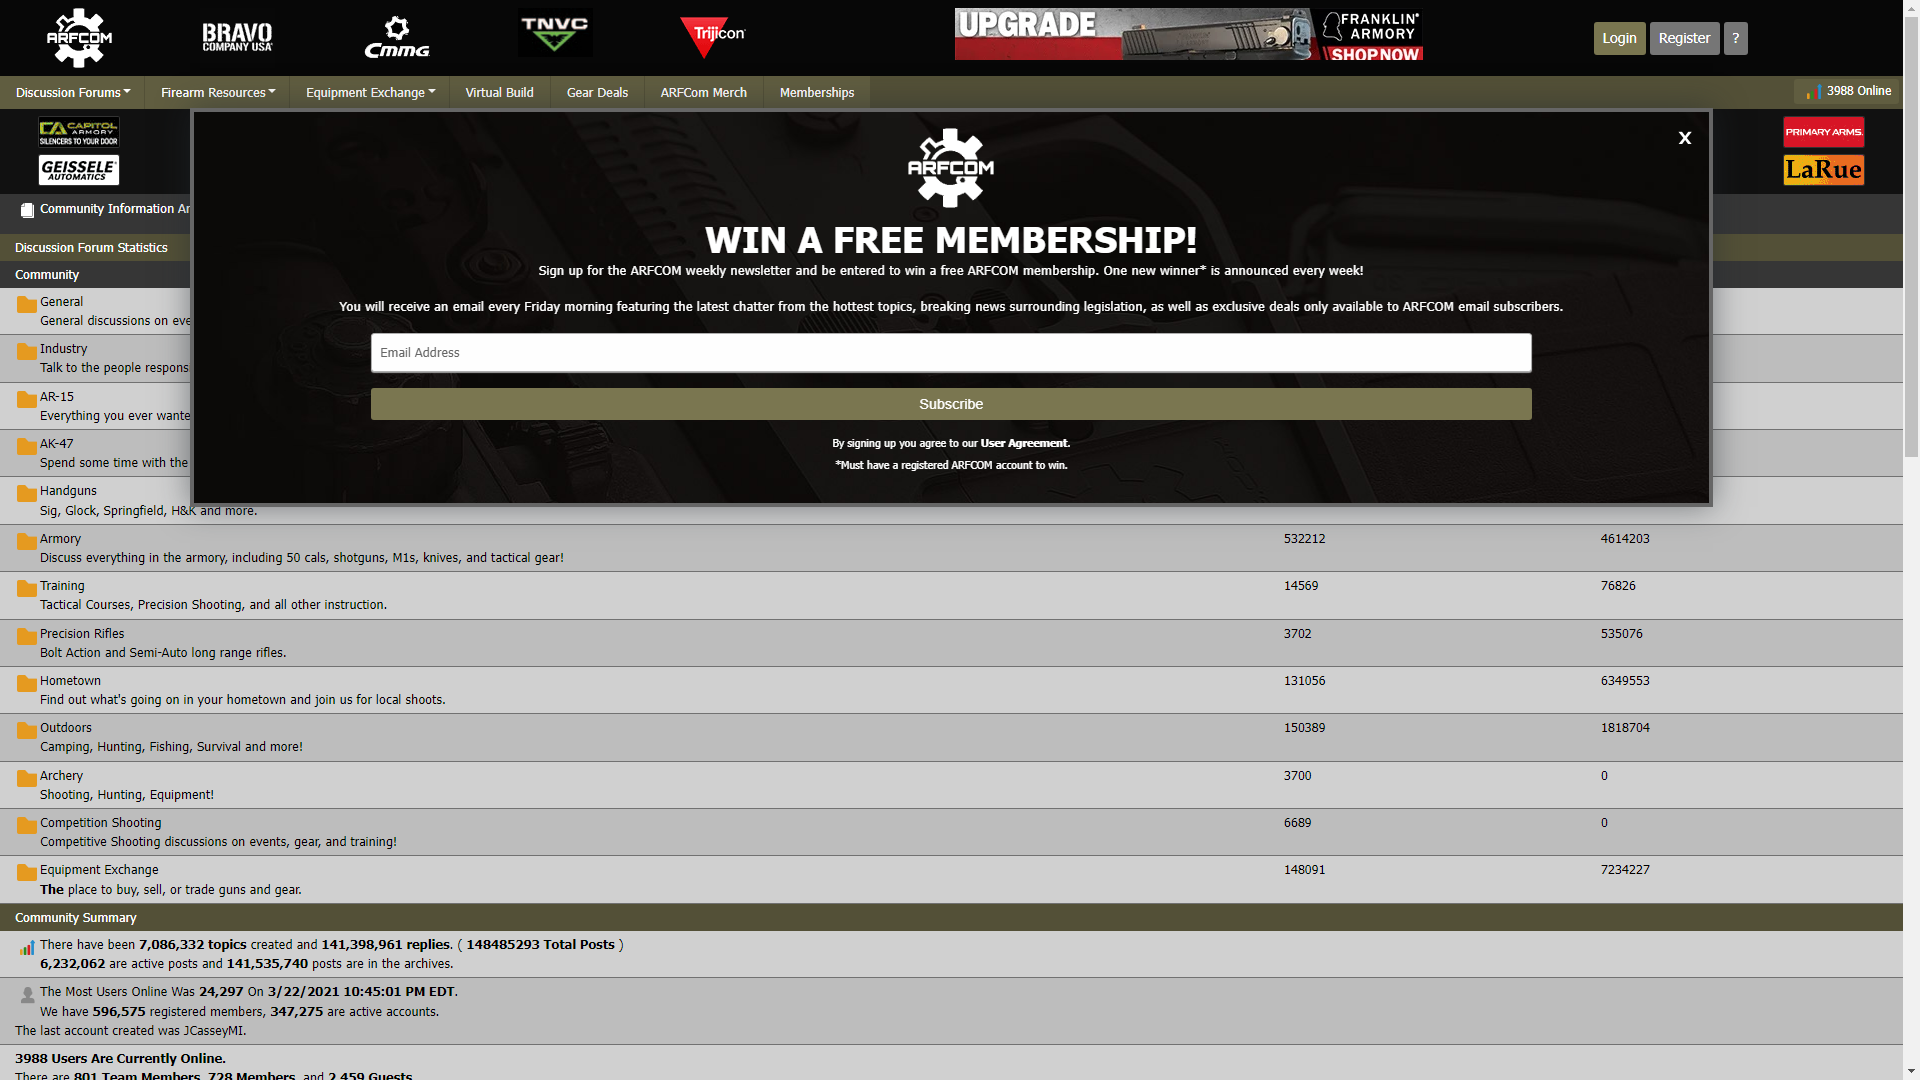 ARFCOM
BRAVO
COMPANY USA
CMMG
TNVC
Trijicon
UPGRADE
FRANKLIN
ARMORY
SHOP NOW
Login
Register
?
Discussion Forums
Firearm Resources
Equipment Exchange
Virtual Build
Gear Deals
ARFCom Merch
Memberships
3988 Online
CA CAPITOL
ARMORY
SILENCERS TO YOUR DOOR
GEISSELE
AUTOMATICS
PRIMARY ARMS.
LaRue
ARFCOM
X
WIN A FREE MEMBERSHIP!
Sign up for the ARFCOM weekly newsletter and be entered to win a free ARFCOM membership. One new winner* is announced every week!
You will receive an email every Friday morning featuring the latest chatter from the hottest topics, breaking news surrounding legislation, as well as exclusive deals only available to ARFCOM email subscribers.
Email Address
Subscribe
By signing up you agree to our User Agreement.
*Must have a registered ARFCOM account to win.
Community Information
Discussion Forum Statistics
Community
General
General discussions on
Industry
Talk to the people
AR-15
Everything you ever
AK-47
Spend some time with the
Handguns
Sig, Glock, Springfield, H&K and more.
Armory
Discuss everything in the armory, including 50 cals, shotguns, M1s, knives, and tactical gear!
532212
4614203
Training
Tactical Courses, Precision Shooting, and all other instruction.
14569
76826
Precision Rifles
Bolt Action and Semi-Auto long range rifles.
3702
535076
Hometown
Find out what's going on in your hometown and join us for local shoots.
131056
6349553
Outdoors
Camping, Hunting, Fishing, Survival and more!
150389
1818704
Archery
Shooting, Hunting, Equipment!
3700
0
Competition Shooting
Competitive Shooting discussions on events, gear, and training!
6689
0
Equipment Exchange
The place to buy, sell, or trade guns and gear.
148091
7234227
Community Summary
There have been 7,086,332 topics created and 141,398,961 replies. ( 148485293 Total Posts )
6,232,062 are active posts and 141,535,740 posts are in the archives.
The Most Users Online Was 24,297 On 3/22/2021 10:45:01 PM EDT.
We have 596,575 registered members, 347,275 are active accounts.
The last account created was JCasseyMI.
3988 Users Are Currently Online.
There are 801 Team Members, 728 Members, and 2,459 Guests